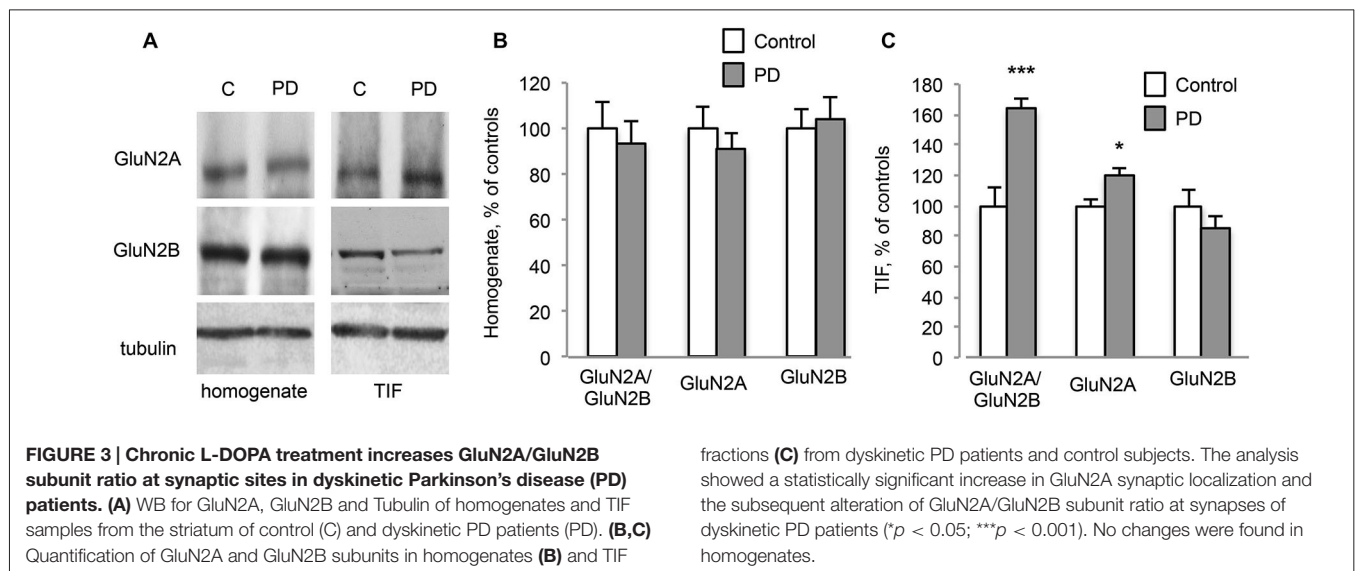 A
C PD C PD
GluN2A
GluN2B
tubulin
homogenate TIF
B
Control
PD
Homogenate, % of controls
120
100
80
60
40
20
0
GluN2A/
GluN2B
GluN2A
GluN2B
C
Control
PD
TIF, % of controls
180
160
140
120
100
80
60
40
20
0
***
*
GluN2A/
GluN2B
GluN2A
GluN2B
FIGURE 3 | Chronic L-DOPA treatment increases GluN2A/GluN2B
subunit ratio at synaptic sites in dyskinetic Parkinson's disease (PD)
patients. (A) WB for GluN2A, GluN2B and Tubulin of homogenates and TIF
samples from the striatum of control (C) and dyskinetic PD patients (PD). (B,C)
Quantification of GluN2A and GluN2B subunits in homogenates (B) and TIF
fractions (C) from dyskinetic PD patients and control subjects. The analysis
showed a statistically significant increase in GluN2A synaptic localization and
the subsequent alteration of GluN2A/GluN2B subunit ratio at synapses of
dyskinetic PD patients (*p < 0.05; ***p < 0.001). No changes were found in
homogenates.